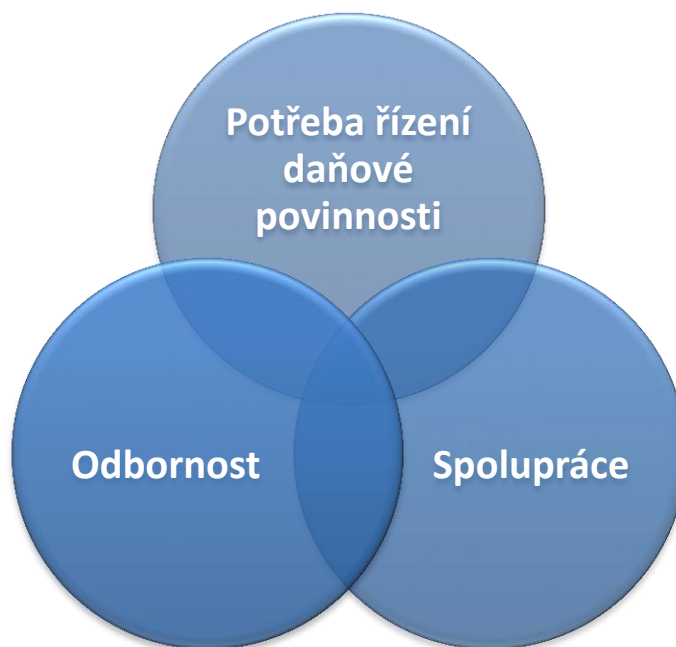 Potřeba řízení
daňové
povinnosti
Odbornost
Spolupráce